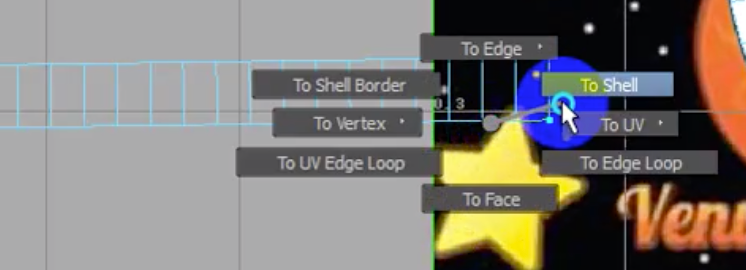 To Edge
To Shell Border
To Shell
0.3
To Vertex
To UV
To UV Edge Loop
To Edge Loop
To Face